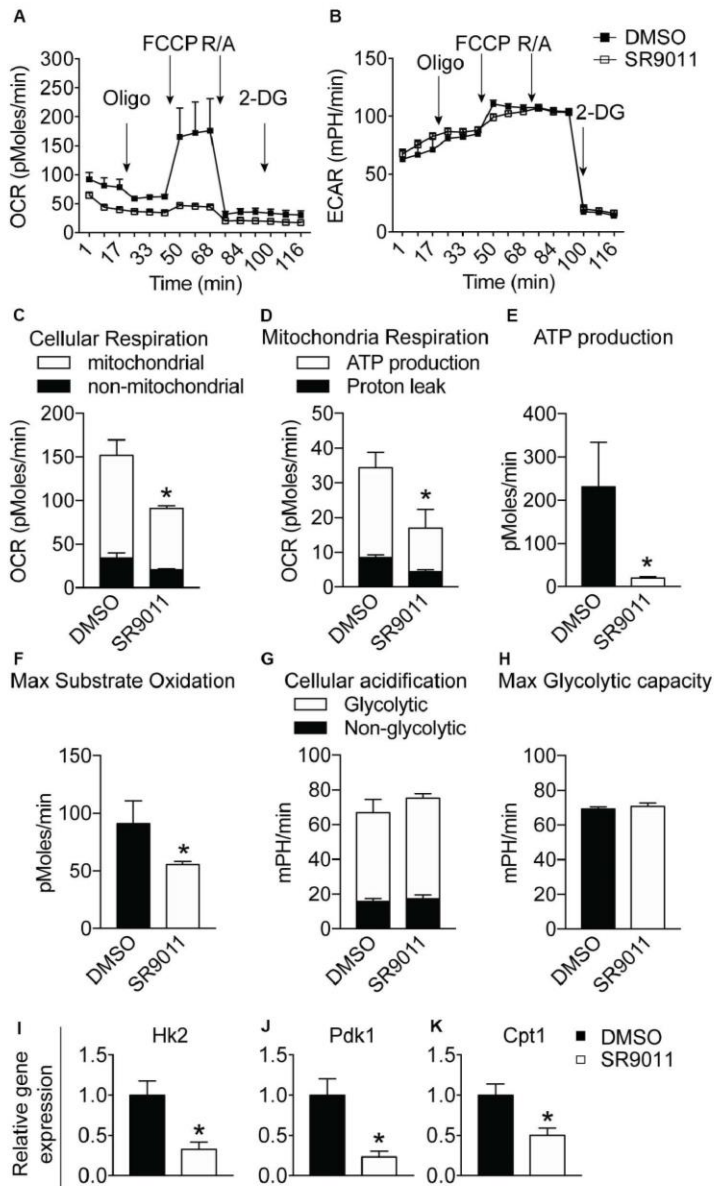 A
FCCP R/A
Oligo
2-DG
OCR (pMoles/min)
300
250
200
150
100
50
0
1 17 33 50 68 84 100 116
Time (min)
B
DMSO
SR9011
FCCP R/A
Oligo
2-DG
ECAR (mPH/min)
150
100
50
0
1 17 33 50 68 84 100 116
Time (min)
C
Cellular Respiration
mitochondrial
non-mitochondrial
OCR (pMoles/min)
200
150
100
50
0
*
DMSO
SR9011
D
Mitochondria Respiration
ATP production
Proton leak
OCR (pMoles/min)
40
30
20
10
0
*
DMSO
SR9011
E
ATP production
pMoles/min
400
300
200
100
0
*
DMSO
SR9011
F
Max Substrate Oxidation
pMoles/min
150
100
50
0
*
DMSO
SR9011
G
Cellular acidification
Glycolytic
Non-glycolytic
mPH/min
100
80
60
40
20
0
DMSO
SR9011
H
Max Glycolytic capacity
mPH/min
100
80
60
40
20
0
DMSO
SR9011
Relative gene
expression
I
Hk2
1.5
1.0
0.5
0.0
*
J
Pdk1
1.5
1.0
0.5
0.0
*
K
Cpt1
1.5
1.0
0.5
0.0
*
DMSO
SR9011